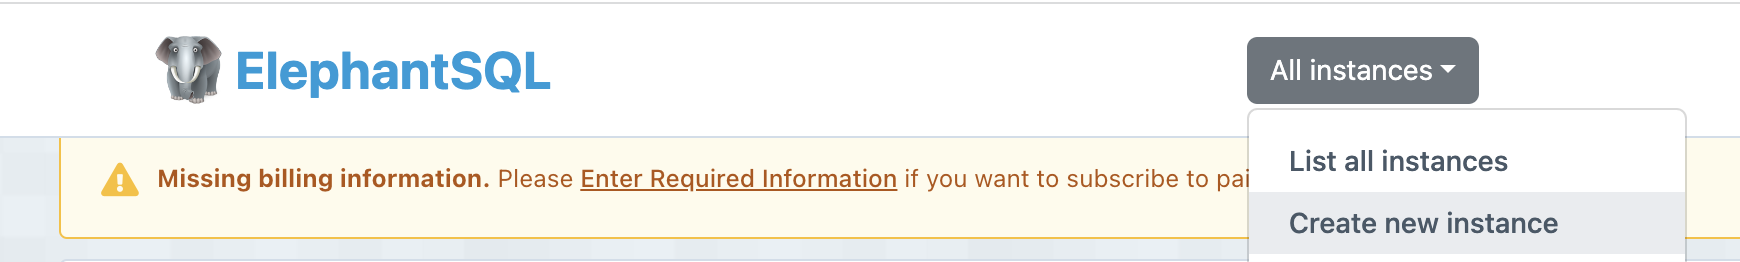 ElephantSQL
All instances
Missing billing information. Please Enter Required Information if you want to subscribe to
List all instances
Create new instance